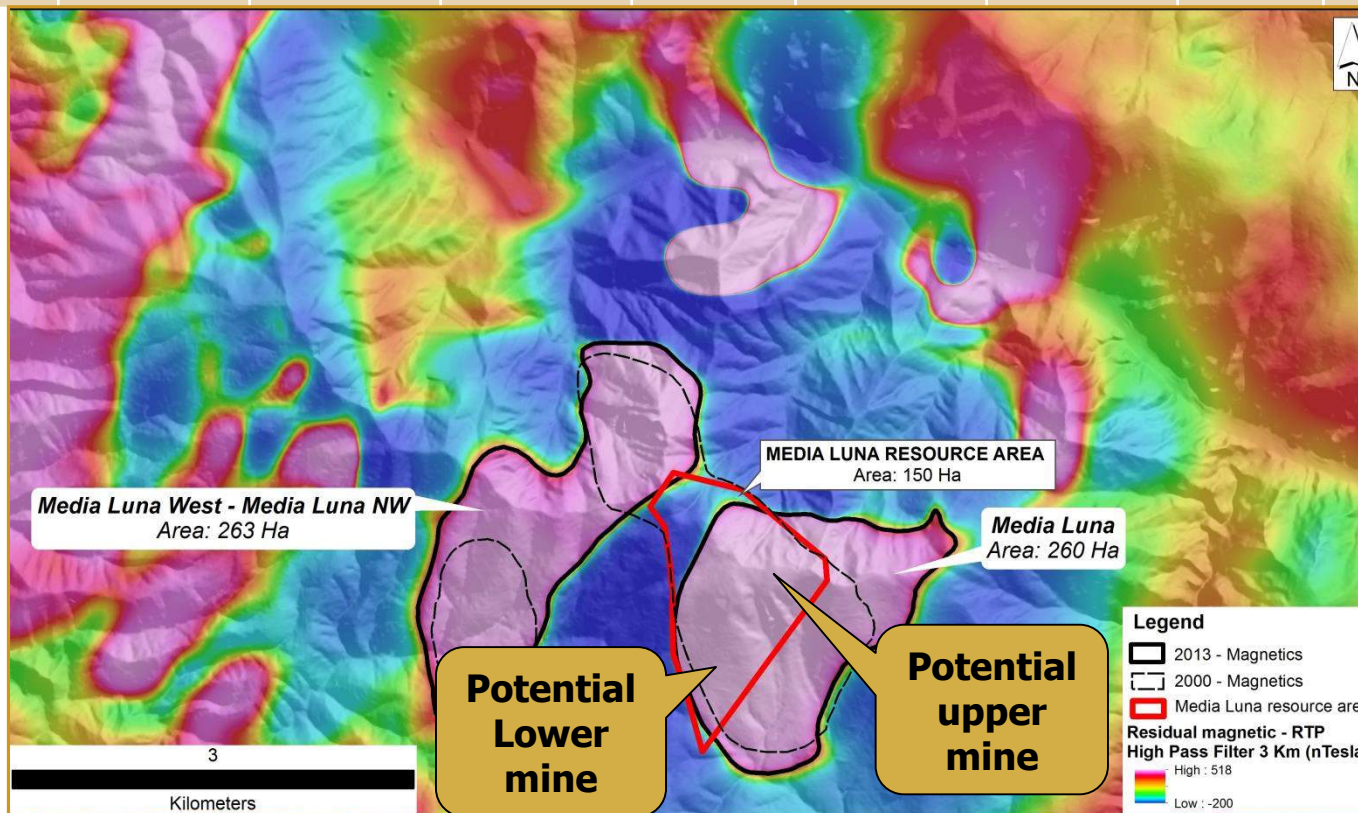 N
MEDIA LUNA RESOURCE AREA
Area: 150 Ha
Media Luna West - Media Luna NW
Area: 263 Ha
Media Luna
Area: 260 Ha
Potential
Lower
mine
Potential
upper
mine
Legend
2013 - Magnetics
2000 - Magnetics
Media Luna resource are
Residual magnetic - RTP
High Pass Filter 3 Km (nTesla
High : 518
Low : -200
3
Kilometers